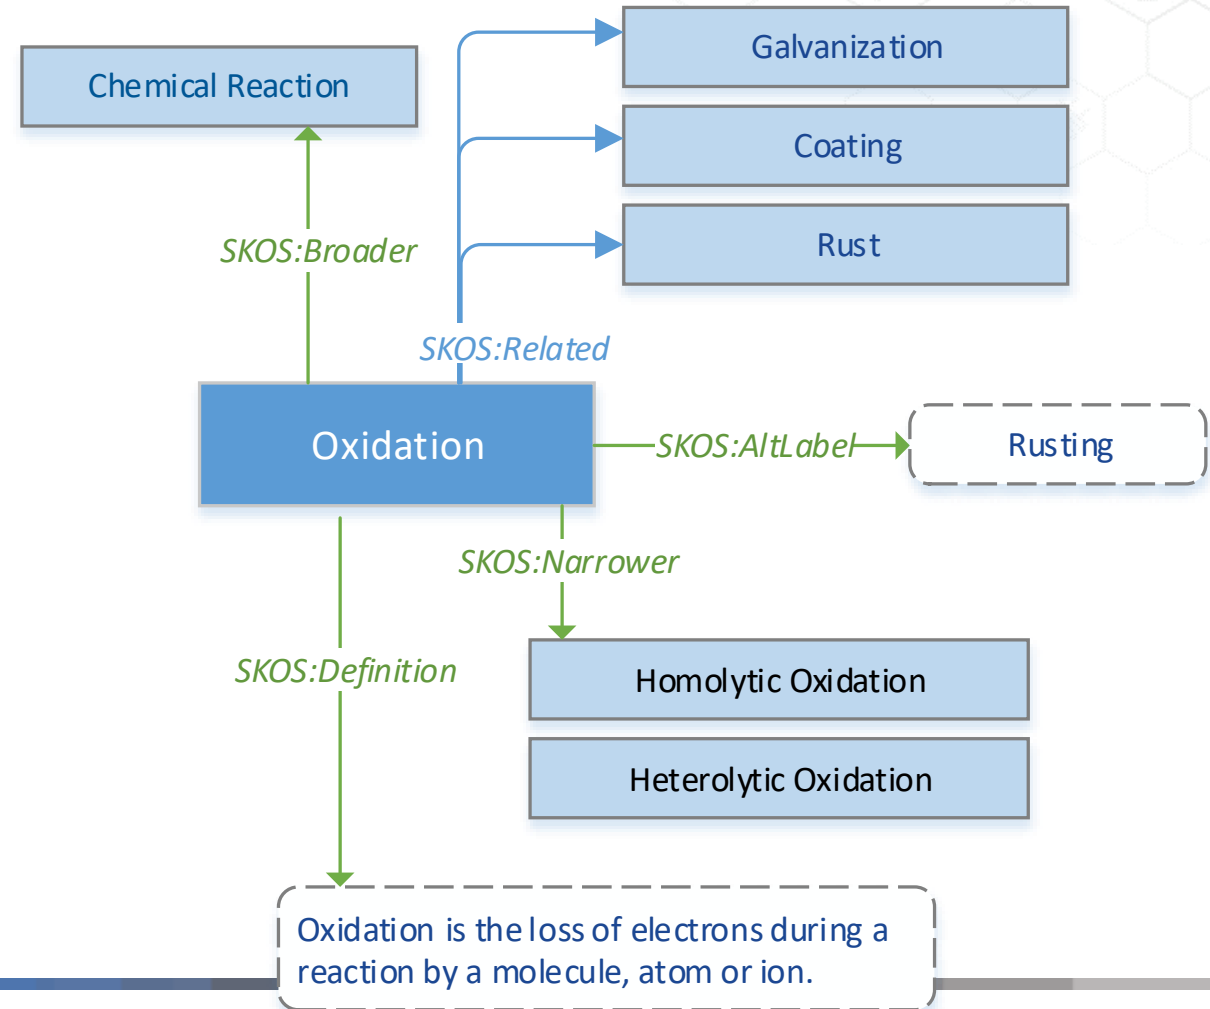 Galvanization
Chemical Reaction
Coating
Rust
SKOS:Broader
SKOS:Related
Oxidation
SKOS:AltLabel
Rusting
SKOS:Narrower
SKOS:Definition
Homolytic Oxidation
Heterolytic Oxidation
Oxidation is the loss of electrons during a
reaction by a molecule, atom or ion.